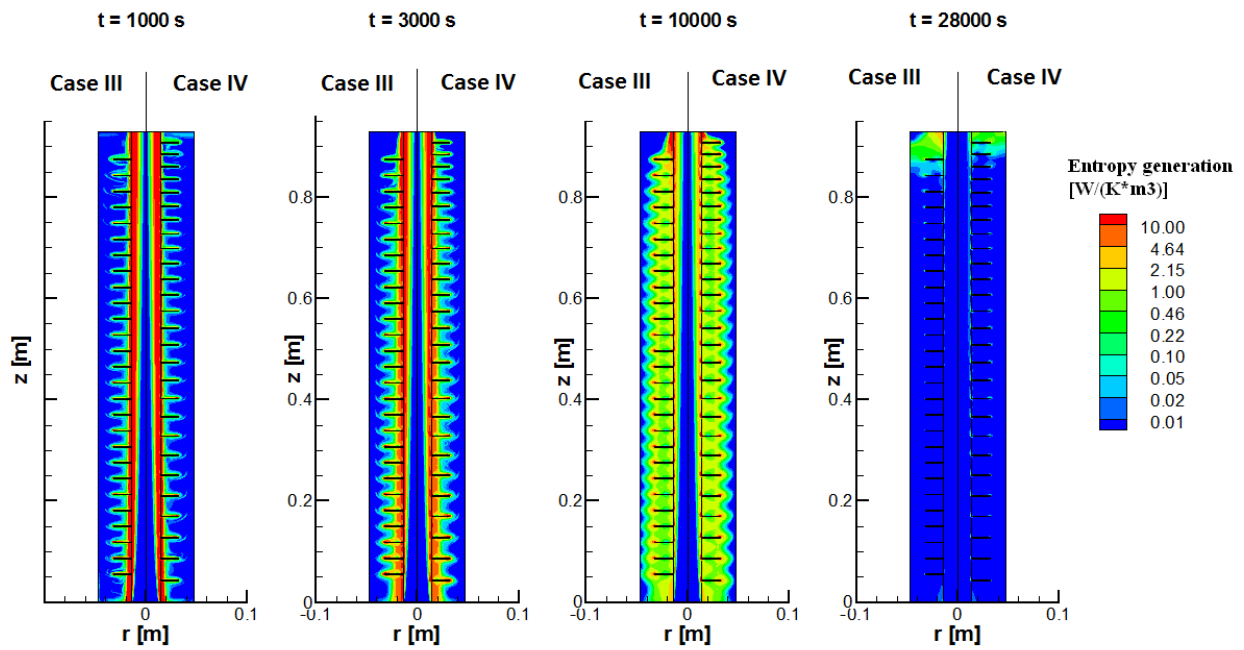 t = 1000 s
t = 3000 s
t = 10000 s
t = 28000 s
Case III
Case IV
Case III
Case IV
Case III
Case IV
Case III
Case IV
Entropy generation
[W/(K*m3)]
10.00
4.64
2.15
1.00
0.46
0.22
0.10
0.05
0.02
0.01
z [m]
0
0.1
r [m]
z [m]
0.8
0.6
0.4
0.2
0
-0.1
0
0.1
r [m]
z [m]
0.8
0.6
0.4
0.2
0
-0.1
0
0.1
r [m]
z [m]
0.8
0.6
0.4
0.2
0
-0.1
0
0.1
r [m]